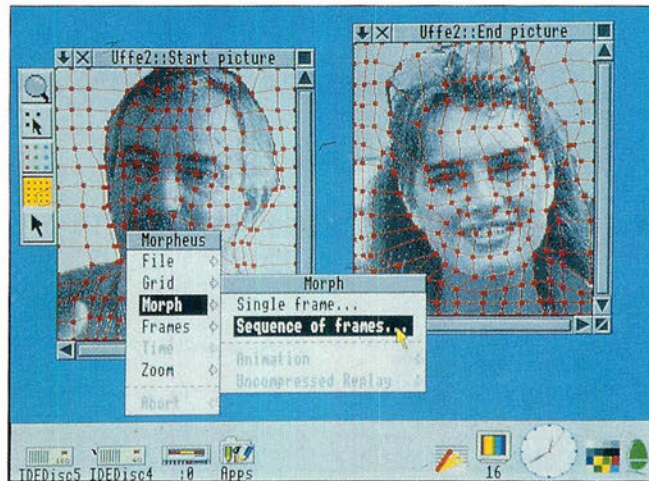 Uffe2::Start picture
Uffe2::End picture
Morpheus
File
Grid
Morph
Frames
Time
Zoom
Abort
Morph
Single frame...
Sequence of frames...
Animation
Uncompressed Replay
IDEDisc5
IDEDisc4
:0
Apps
16